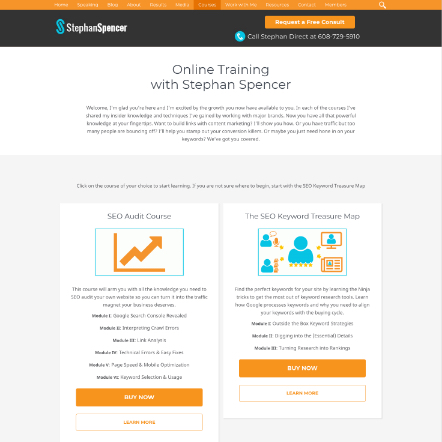 Home Speaking Blog About Results Media Courses Work With Me Resources Contact Members
Request a Free Consult
StephanSpencer
Call Stephan Direct at 608-729-5910
Online Training
with Stephan Spencer
Welcome. I'm glad you're here and I'm excited by the growth you now have available to you. In each of the courses I've
shared my insider knowledge and techniques I've gained by working with major brands. Now you have all that powerful
knowledge at your fingertips. Want to build links with content marketing? I'll show you how. Or do you have traffic but too
many people are bouncing off? I'll help you stamp out your conversion killers. Or maybe you just need hone in on your
keywords? We've got you covered.
Click on the course of your choice to start learning. If you are not sure where to begin, start with the SEO Keyword Treasure Map
SEO Audit Course
This course will arm you with all the knowledge you need to
SEO audit your own website so you can turn it into the traffic
magnet your business deserves.
Module I: Google Search Console Revealed
Module II: Interpreting Crawl Errors
Module III: Link Analysis
Module IV: Technical Errors & Easy Fixes
Module V: Page Speed & Mobile Optimization
Module VI: Keyword Selection & Usage
BUY NOW
LEARN MORE
The SEO Keyword Treasure Map
Find the perfect keywords for your site by learning the Ninja
tricks to get the most out of keyword research tools. Learn
how Google processes keywords and why you need to align
your keywords with the buying cycle.
Module I: Outside the Box Keyword Strategies
Module II: Digging into the (Essential) Details
Module III: Turning Research into Rankings
BUY NOW
LEARN MORE